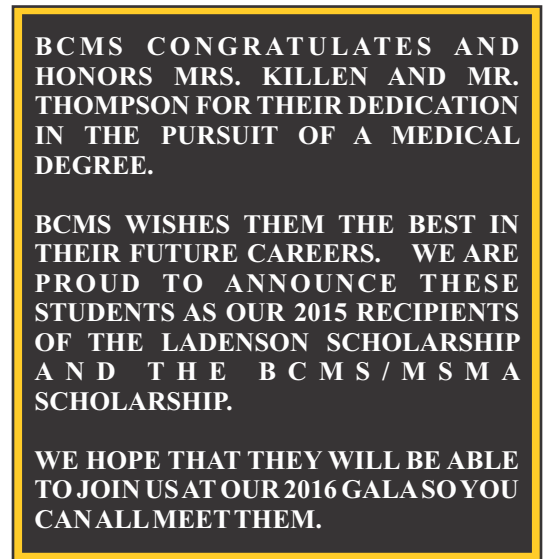 BCMS CONGRATULATES AND
HONORS MRS. KILLEN AND MR.
THOMPSON FOR THEIR DEDICATION
IN THE PURSUIT OF A MEDICAL
DEGREE.
BCMS WISHES THEM THE BEST IN
THEIR FUTURE CAREERS. WE ARE
PROUD TO ANNOUNCE THESE
STUDENTS AS OUR 2015 RECIPIENTS
OF THE LADENSON SCHOLARSHIP
AND THE BCMS/MSMA
SCHOLARSHIP.
WE HOPE THAT THEY WILL BE ABLE
TO JOIN US AT OUR 2016 GALA SO YOU
CAN ALL MEET THEM.